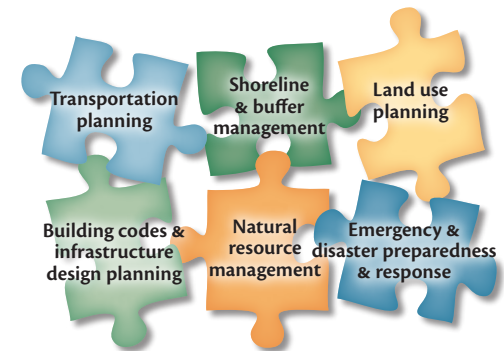 Transportation
planning
Shoreline
& buffer
management
Land use
planning
Building codes &
infrastructure
design planning
Natural
resource
management
Emergency &
disaster preparedness
& response